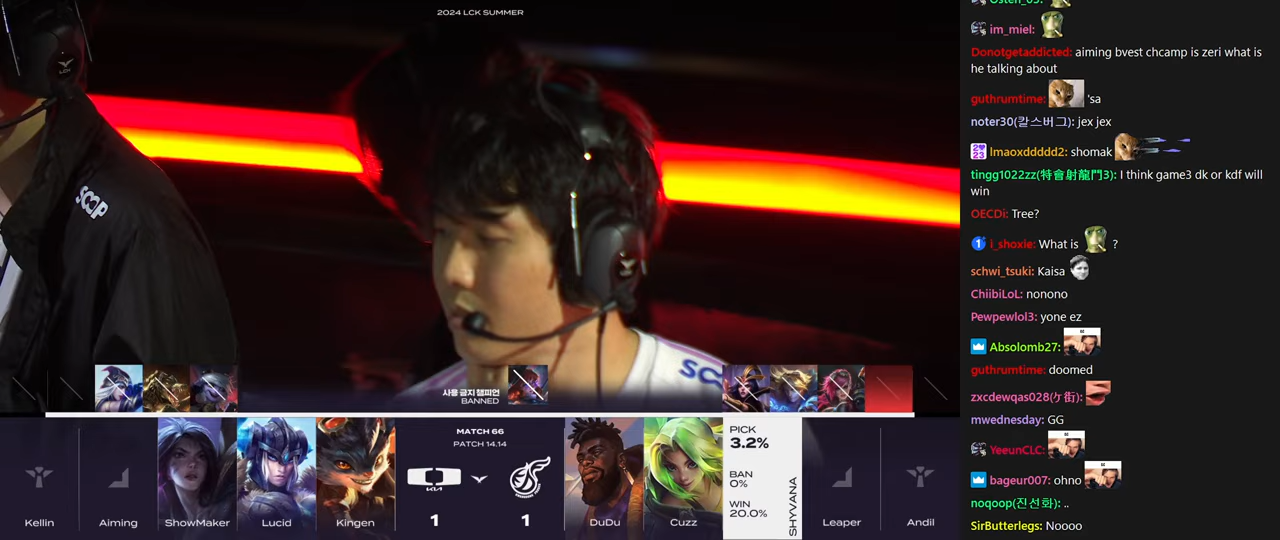 2024 LCK SUMMER
LCK
사용 금지 챔피언
BANNED
MATCH 66
PATCH 14.14
KIA
1
1
PICK
3.2%
BAN
0%
WIN
20.0%
SHYVANA
Kellin
Aiming
ShowMaker
Lucid
Kingen
DuDu
Cuzz
Leaper
Andil
im_miel:
Donotgetaddicted: aiming bvest chcamp is zeri what is
he talking about
guthrumtime: 'sa
noter30(칼스버그): jex jex
lmaoxddddd2: shomak
tingg1022zz(特會射龍門3): I think game3 dk or kdf will
win
OECDi: Tree?
i_shoxie: What is ?
schwi_tsuki: Kaisa
ChiibiLoL: nonono
Pewpewlol3: yone ez
Absolomb27:
guthrumtime: doomed
zxcdewqas028(ケ衒):
mwednesday: GG
YeeunCLC:
bageur007: ohno
noqoop(진선화): ..
SirButterlegs: Noooo